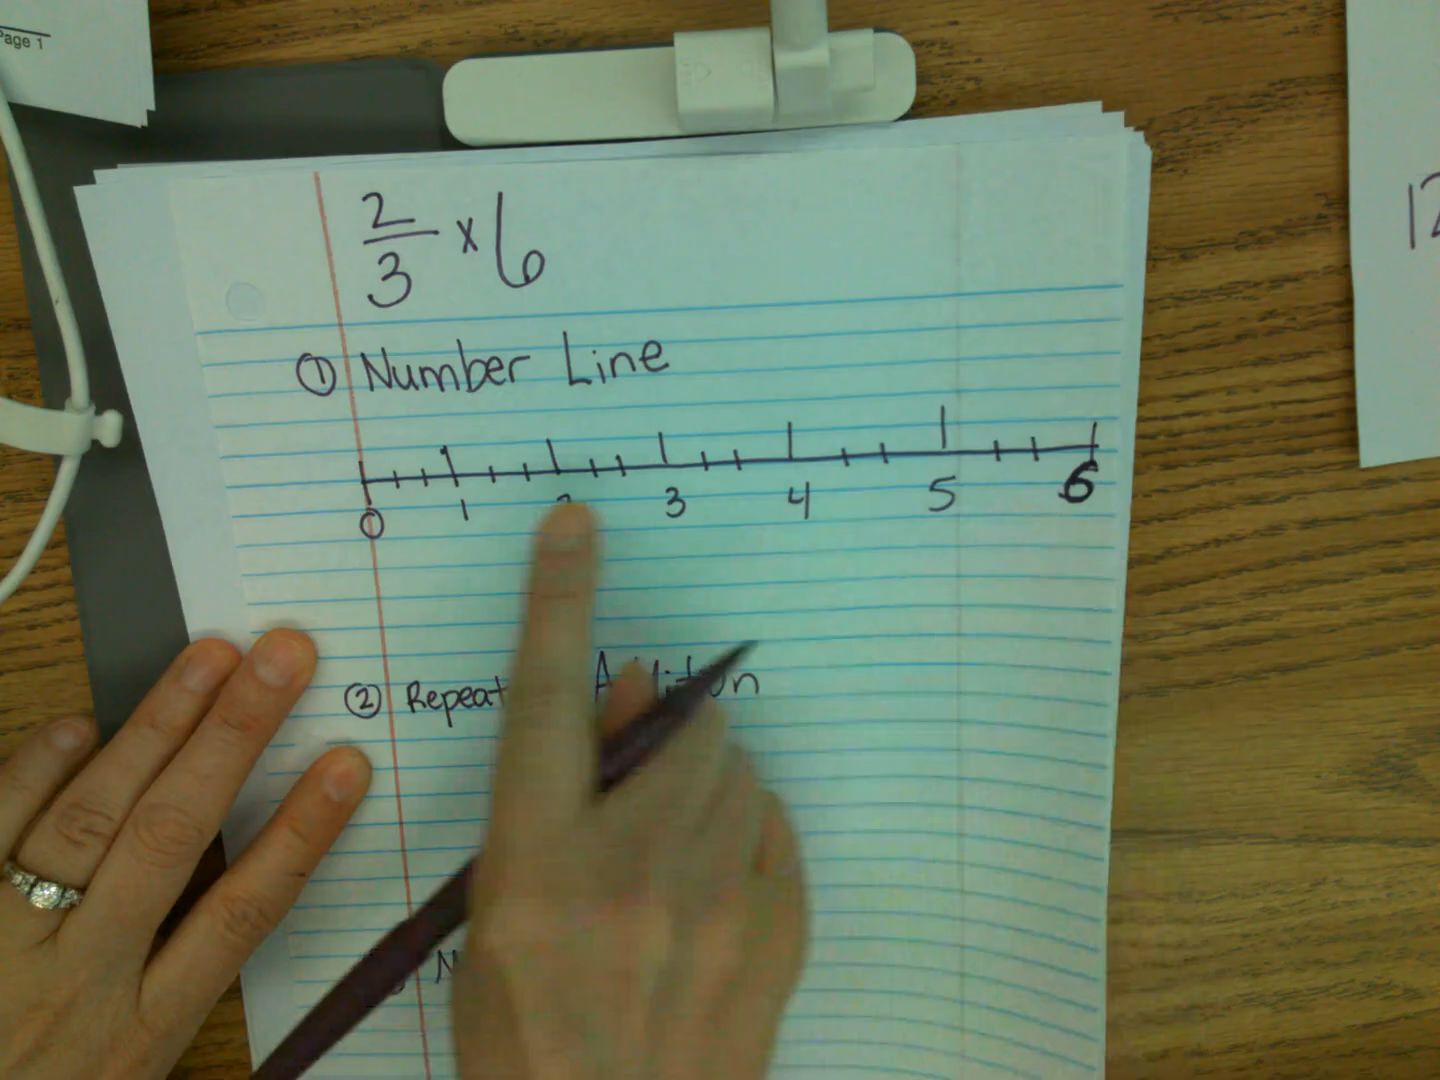 Page 1
2/3 × 6
① Number Line
0 1 3 4 5 6
② Repeat
12